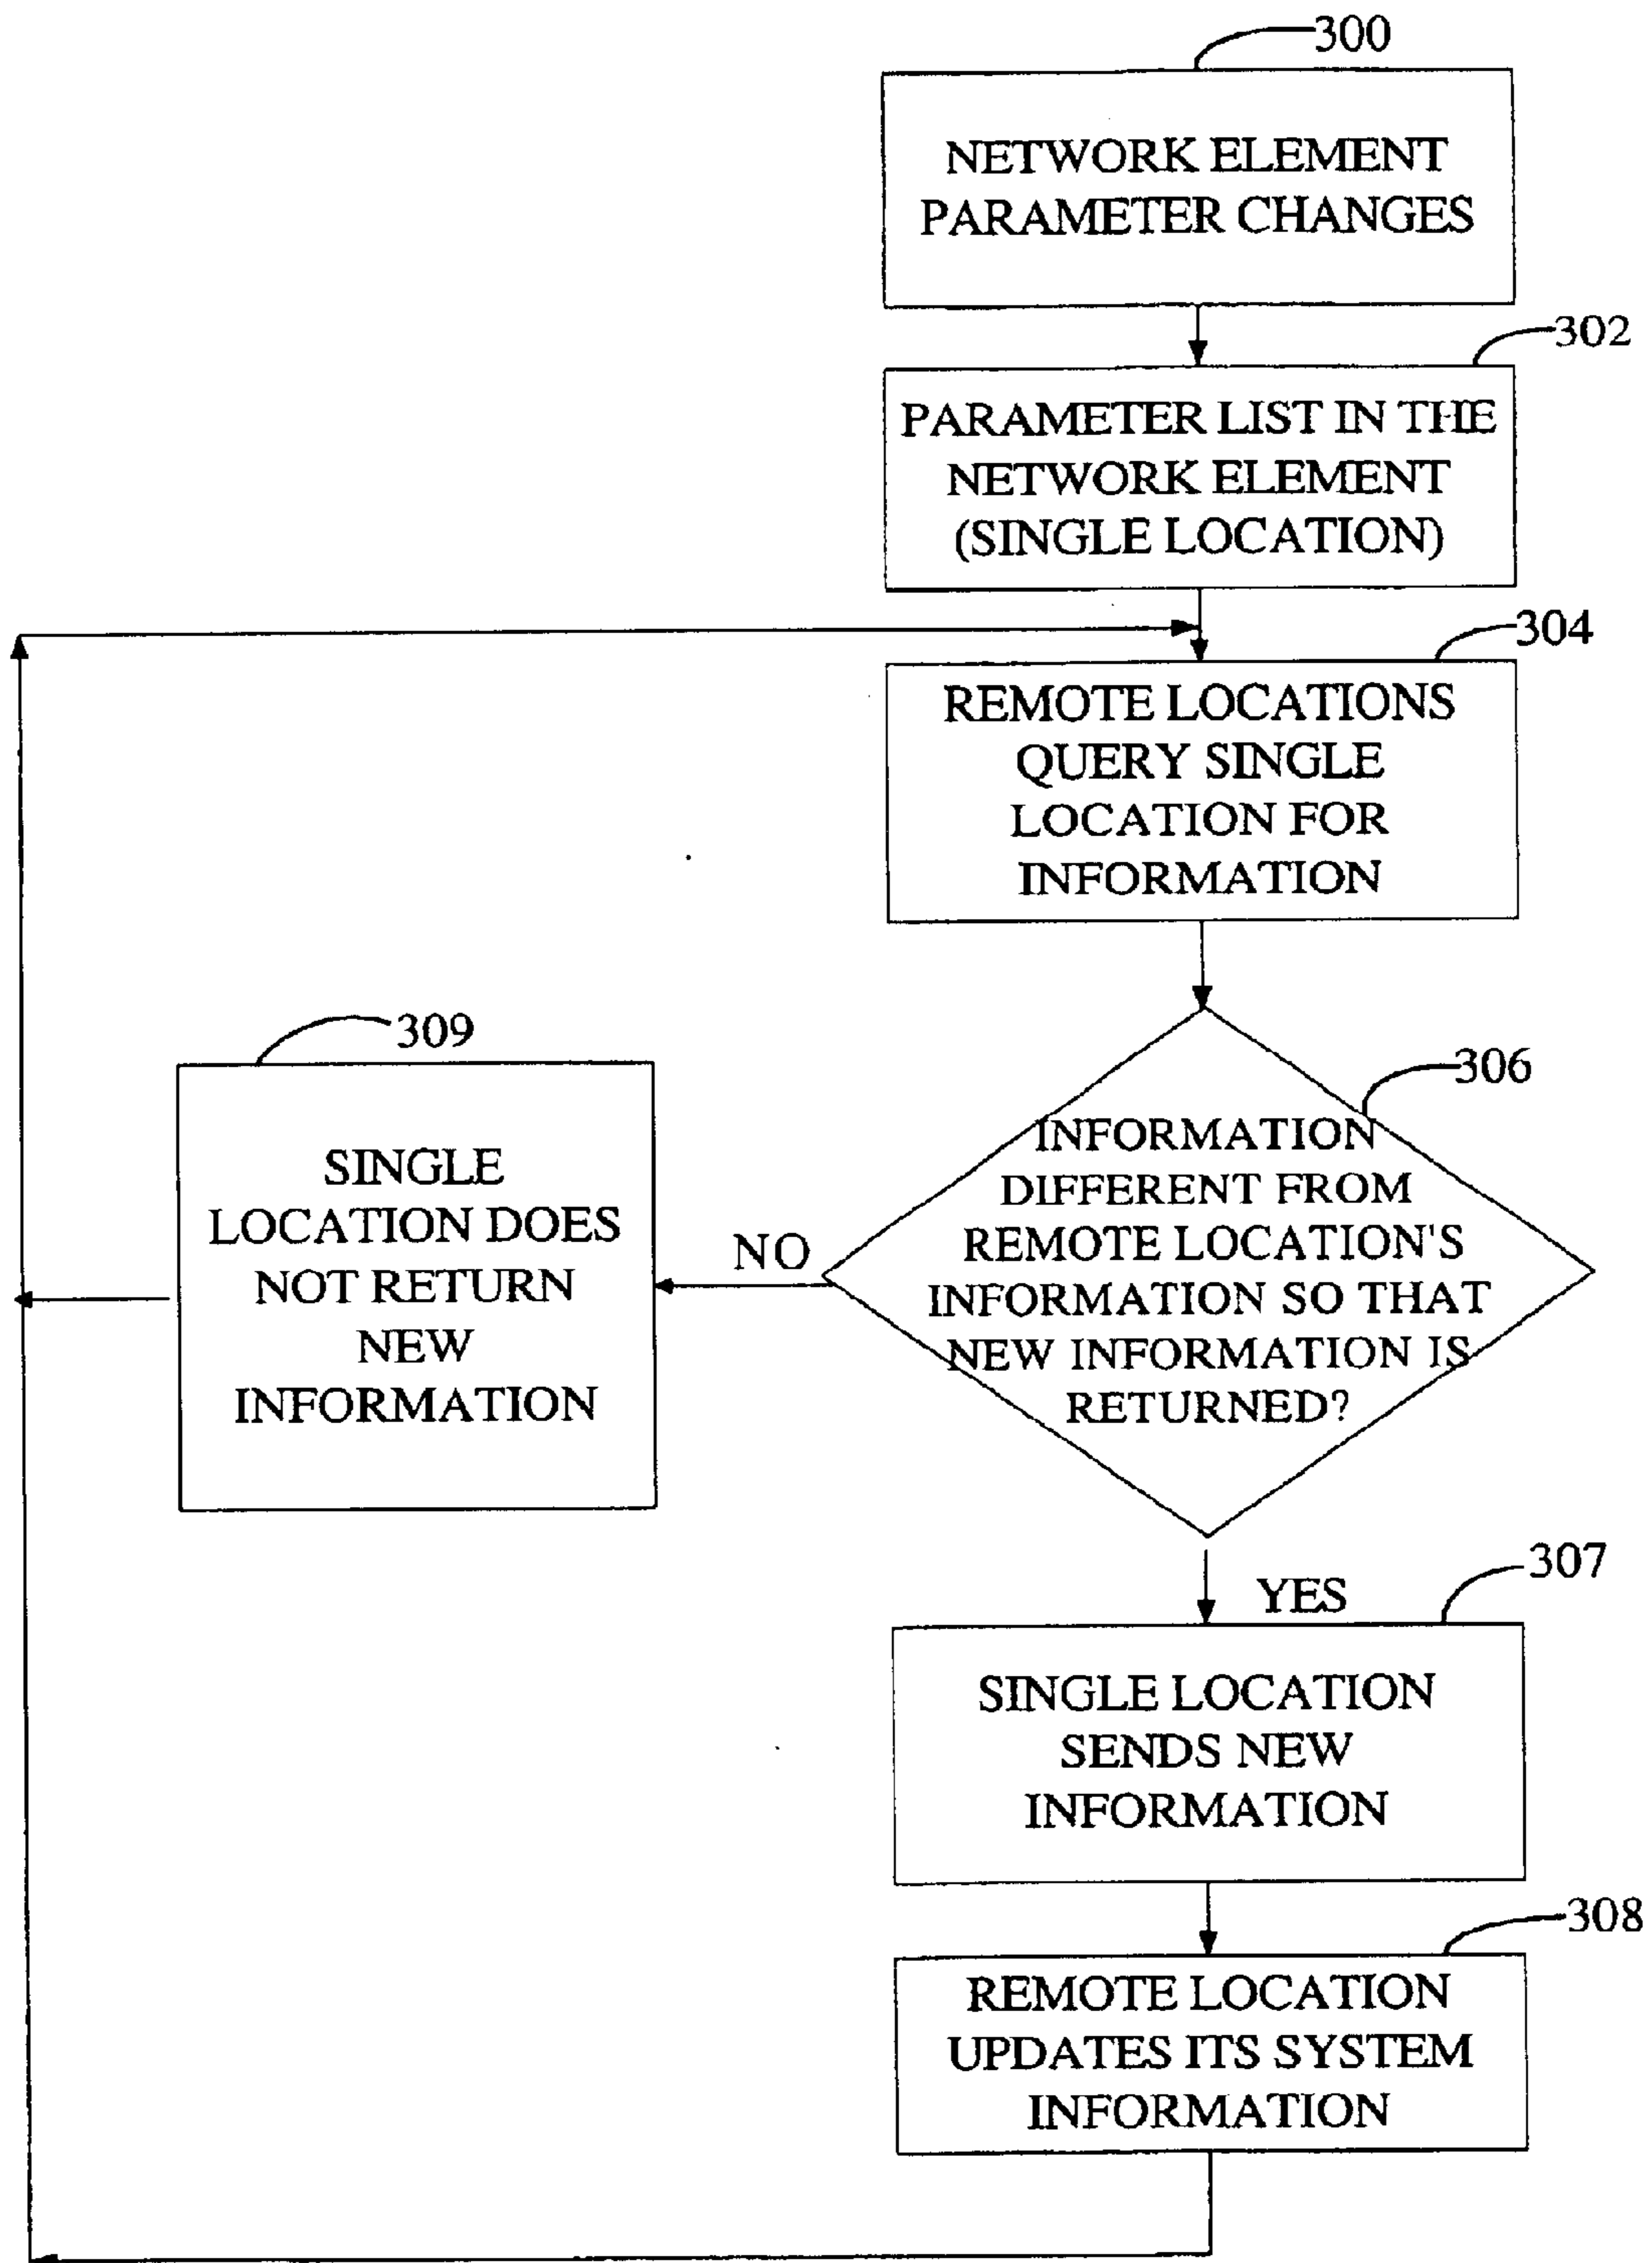 300
NETWORK ELEMENT
PARAMETER CHANGES
302
PARAMETER LIST IN THE
NETWORK ELEMENT
(SINGLE LOCATION)
304
REMOTE LOCATIONS
QUERY SINGLE
LOCATION FOR
INFORMATION
306
INFORMATION
DIFFERENT FROM
REMOTE LOCATION'S
INFORMATION SO THAT
NEW INFORMATION IS
RETURNED?
NO
309
SINGLE
LOCATION DOES
NOT RETURN
NEW
INFORMATION
YES
307
SINGLE LOCATION
SENDS NEW
INFORMATION
308
REMOTE LOCATION
UPDATES ITS SYSTEM
INFORMATION